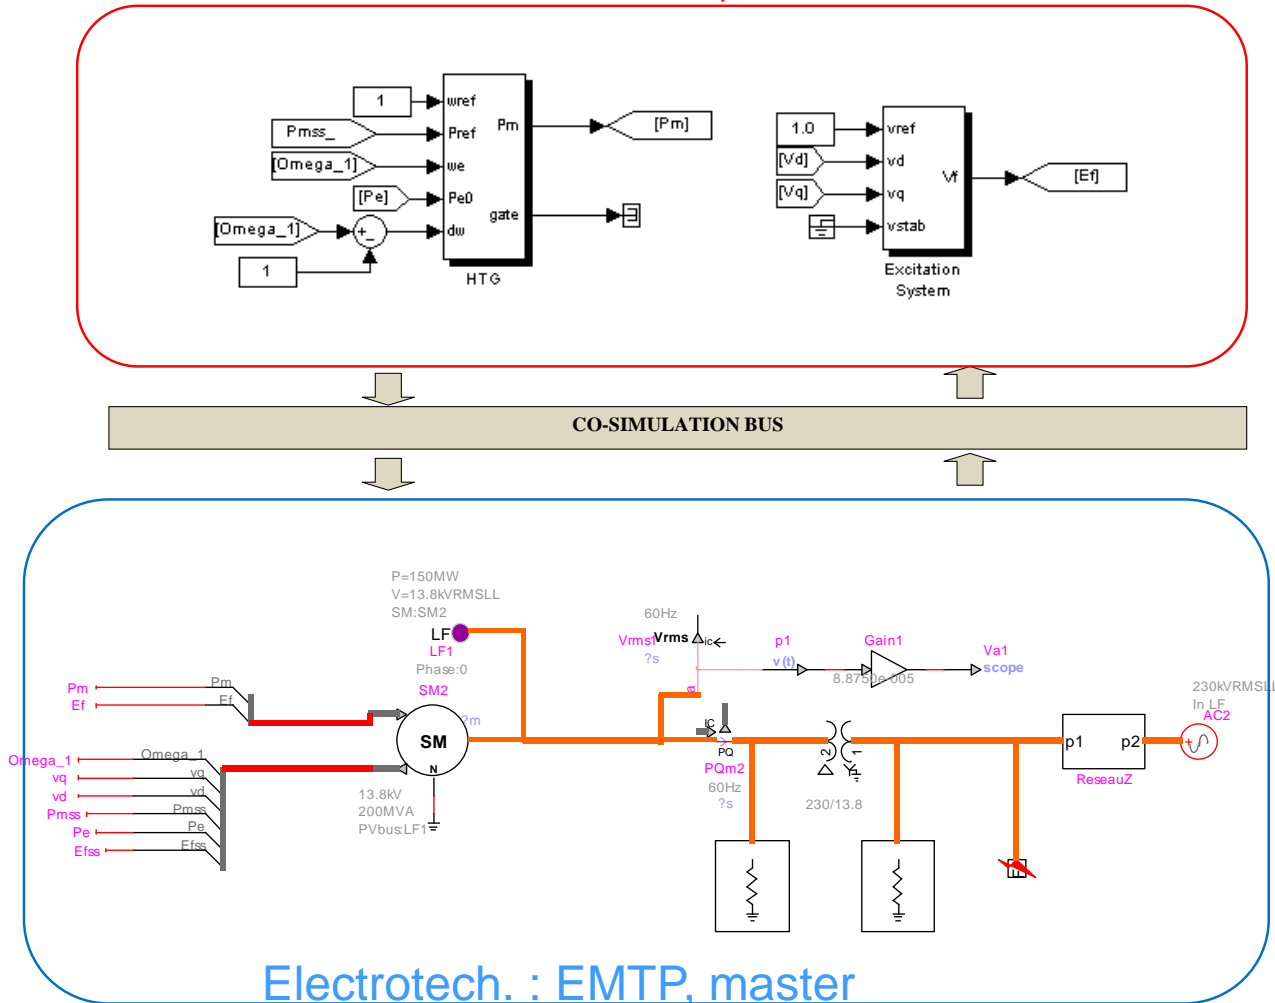 1
wref
Pmss_
Pref
Pm
[Pm]
[Omega_1]
we
[Pe]
Pe0
gate
[Omega_1]
dw
1
HTG
1.0
vref
[Vd]
vd
Vf
[Ef]
[Vq]
vq
vstab
Excitation
System
CO-SIMULATION BUS
P=150MW
V=13.8kVRMSLL
SM:SM2
LF
LF1
Phase:0
SM2
?m
SM
N
13.8kV
200MVA
PVbus:LF1
Pm
Pm
Ef
Ef
Omega_1
Omega_1
vq
vq
vd
vd
Pmss
Pmss
Pe
Pe
Efss
Efss
60Hz
Vrms1
Vrms
ic
?s
p1
v(t)
Gain1
8.8750e-005
Va1
scope
a
IC
PQ
PQm2
60Hz
?s
2
1
230/13.8
p1
p2
ReseauZ
230kVRMSLL
In LF
AC2
+
Electrotech. : EMTP, master